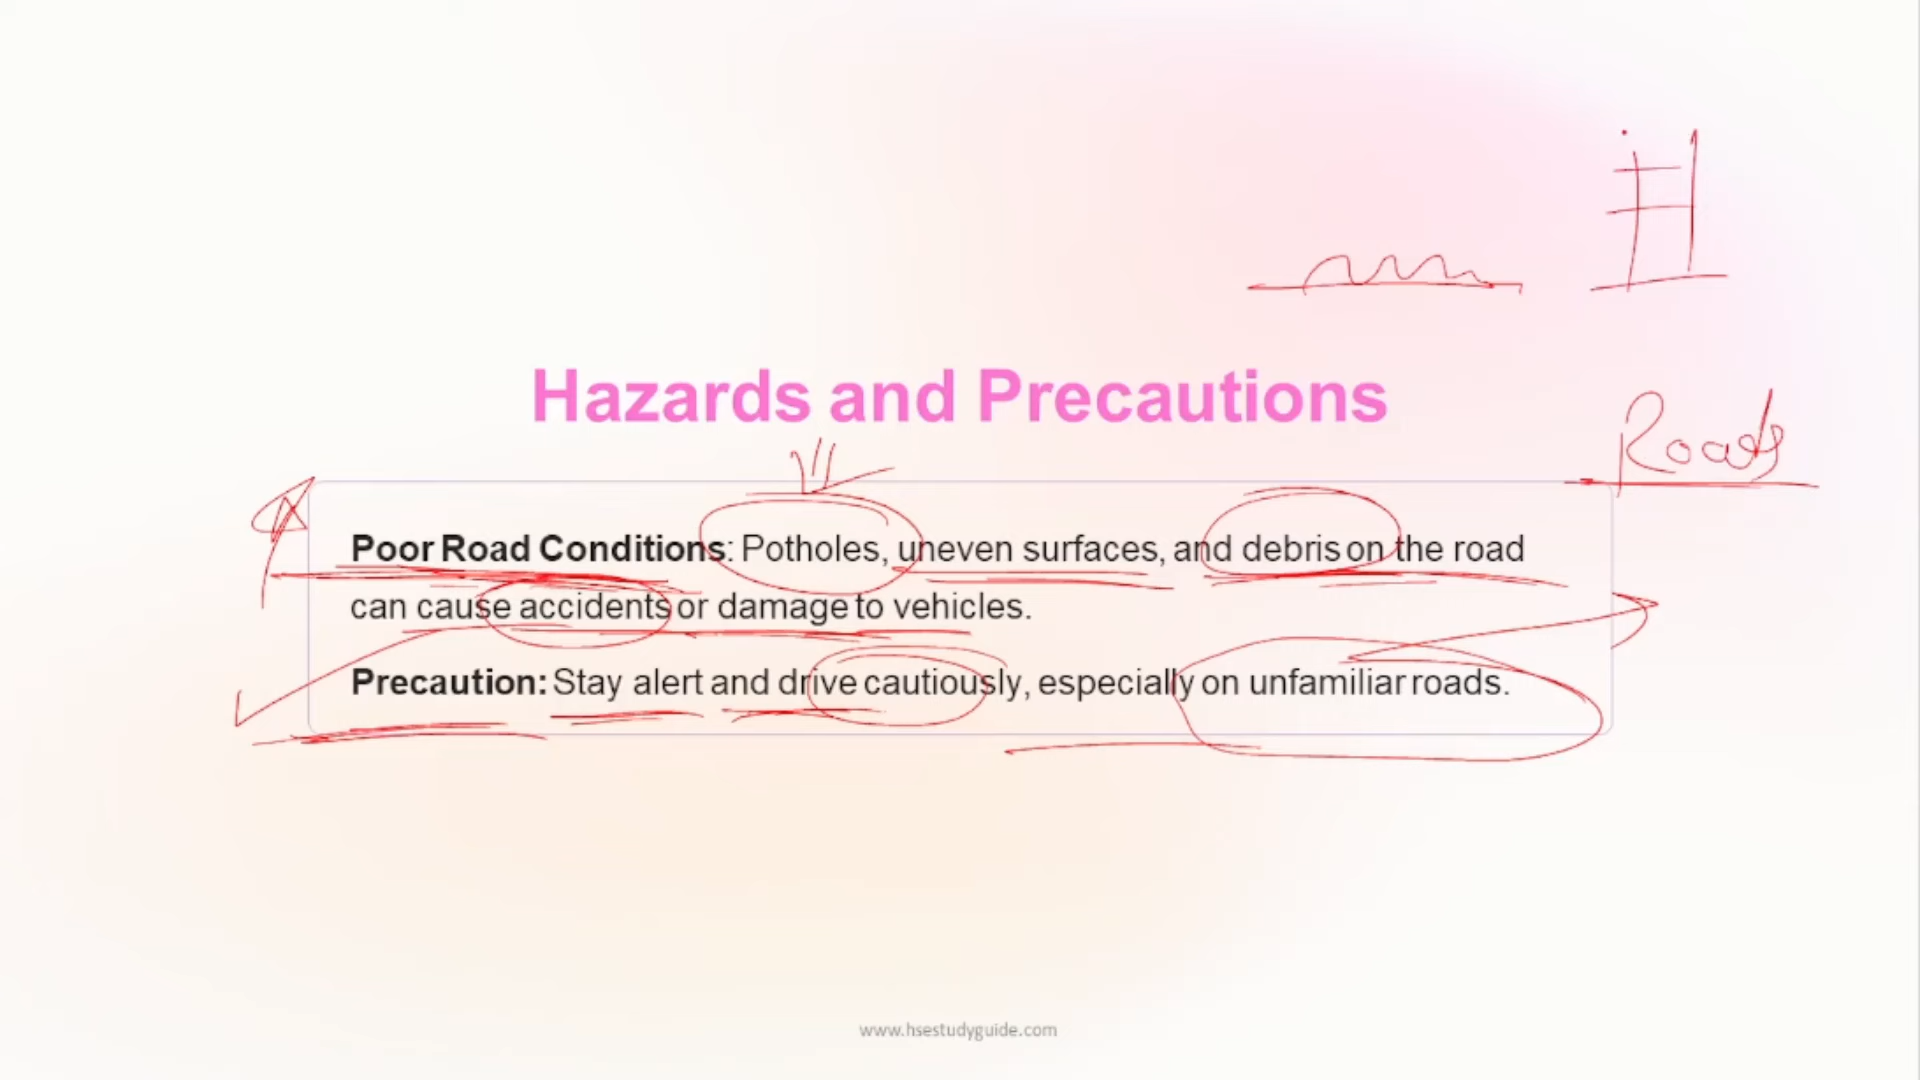 Hazards and Precautions
Roads
Poor Road Conditions: Potholes, uneven surfaces, and debris on the road
can cause accidents or damage to vehicles.
Precaution: Stay alert and drive cautiously, especially on unfamiliar roads.
www.hsestudyguide.com